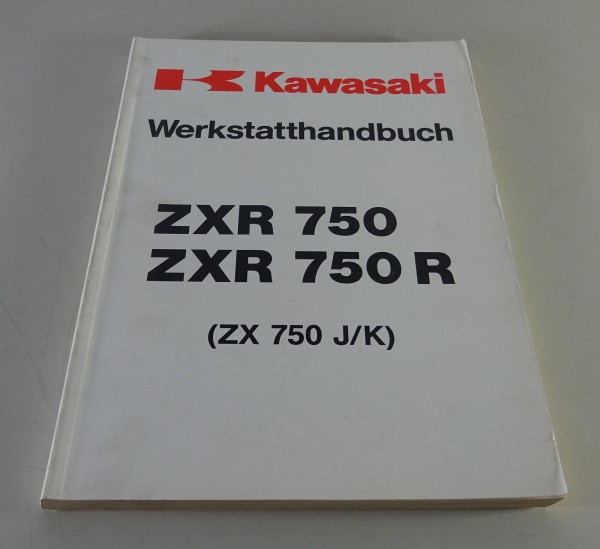 Kawasaki
Werkstatthandbuch
ZXR 750
ZXR 750 R
(ZX 750 J/K)